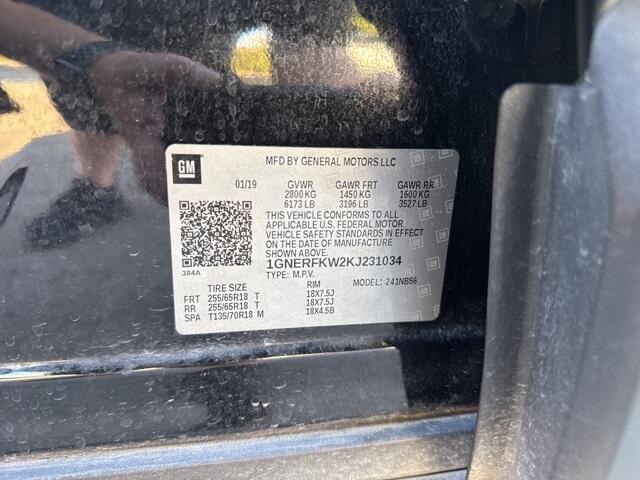 GM
MFD BY GENERAL MOTORS LLC
01/19 GVWR GAWR FRT GAWR RR
2800 KG 1450 KG 1600 KG
6173 LB 3196 LB 3527 LB
THIS VEHICLE CONFORMS TO ALL
APPLICABLE U.S. FEDERAL MOTOR
VEHICLE SAFETY STANDARDS IN EFFECT
ON THE DATE OF MANUFACTURE
SHOWN ABOVE.
384A
1GNERFKW2KJ231034
TYPE: M.P.V. MODEL: 241NB56
TIRE SIZE RIM
FRT 255/65R18 T 18X7.5J
RR 255/65R18 T 18X7.5J
SPA T135/70R18 M 18X4.5B